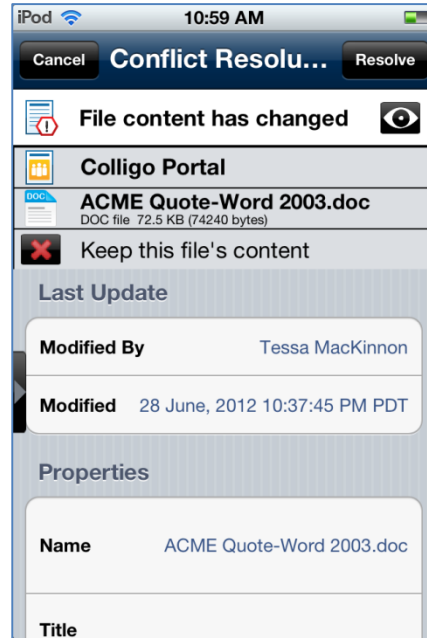 iPod 10:59 AM
Cancel Conflict Resolu... Resolve
File content has changed
Colligo Portal
DOC ACME Quote-Word 2003.doc
DOC file 72.5 KB (74240 bytes)
Keep this file's content
Last Update
Modified By Tessa MacKinnon
Modified 28 June, 2012 10:37:45 PM PDT
Properties
Name ACME Quote-Word 2003.doc
Title